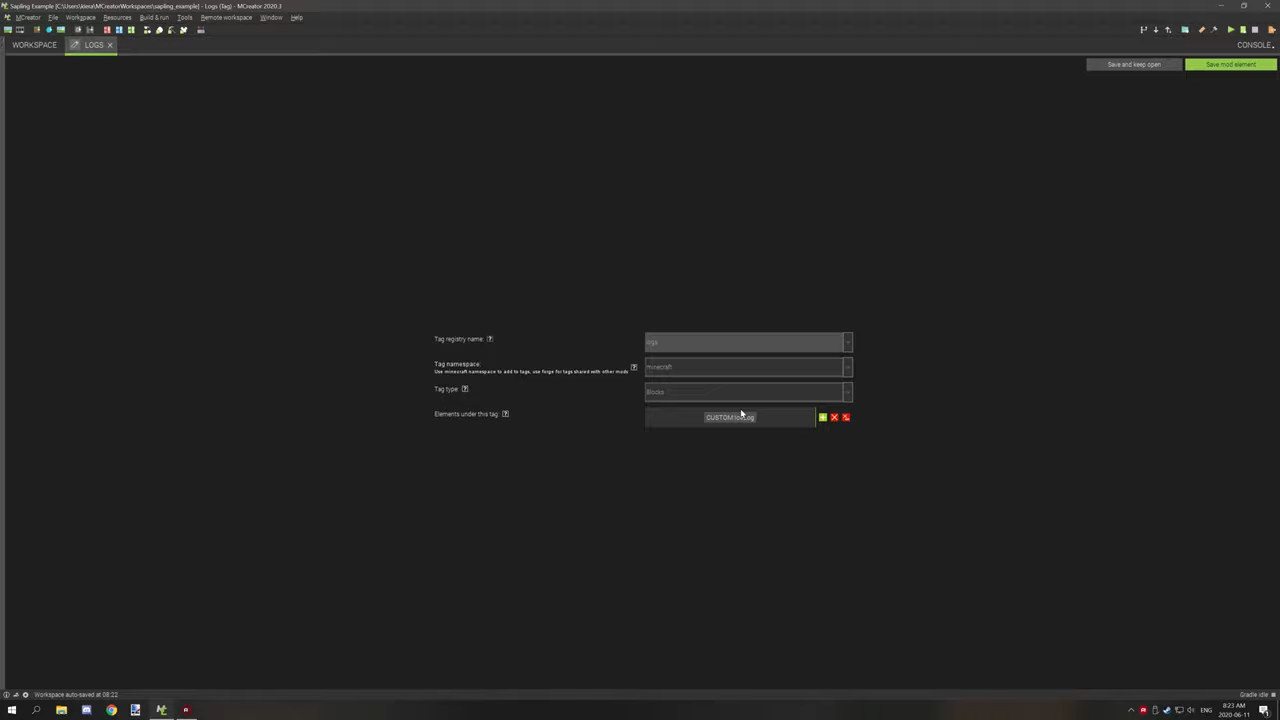 Sapling Example [C:\Users\kiera\MCreatorWorkspaces\sapling_example] - Logs (Tag) - MCreator 2020.3
MCreator File Workspace Resources Build & run Tools Remote workspace Window Help
WORKSPACE LOGS CONSOLE
Save and keep open Save mod element
Tag registry name: logs
Tag namespace: minecraft
Use minecraft namespace to add to tags, use forge for tags shared with other mods
Tag type: Blocks
Elements under this tag:
Workspace auto-saved at 08:22 Gradle idle
ENG 8:23 AM
2020-06-11